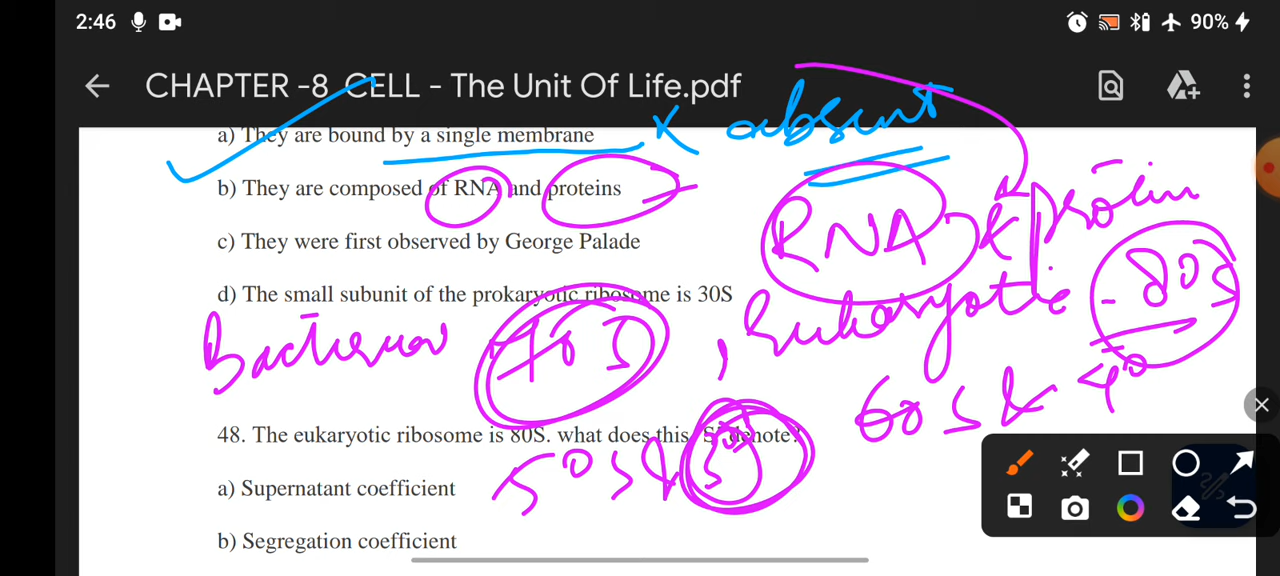 2:46 90%
CHAPTER -8 CELL - The Unit Of Life.pdf
a) They are bound by a single membrane × absent
b) They are composed of RNA and proteins
RNA & protein
c) They were first observed by George Palade
d) The small subunit of the prokaryotic ribosome is 30S
Bacteria 70S , Eukaryotic - 80S
60S & 40
48. The eukaryotic ribosome is 80S. what does this 'S' denote?
50S & 30S
a) Supernatant coefficient
b) Segregation coefficient